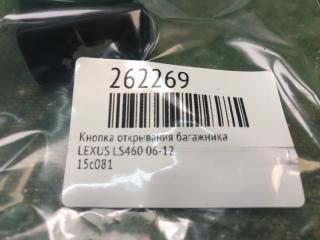 262269
Кнопка открывания багажника
LEXUS LS460 06-12
15c081